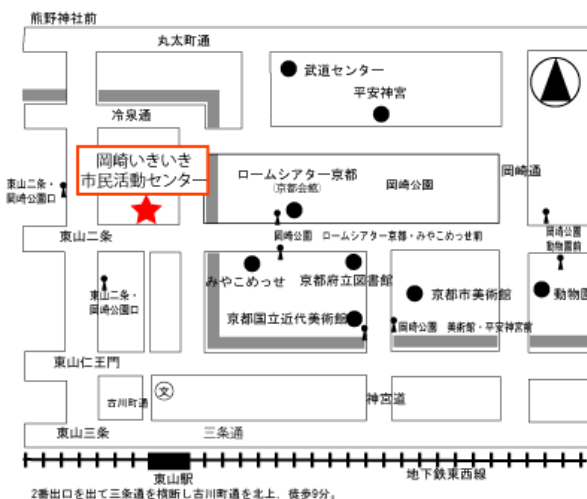 熊野神社前
丸太町通
武道センター
平安神宮
冷泉通
岡崎いきいき
市民活動センター
ロームシアター京都
(京都会館)
岡崎公園
岡崎通
東山二条・
岡崎公園口
東山二条
岡崎公園 ロームシアター京都・みやこめっせ前
岡崎公園
動物園前
みやこめっせ
京都府立図書館
東山二条・
岡崎公園口
京都市美術館
動物園
京都国立近代美術館
岡崎公園 美術館・平安神宮前
東山仁王門
文
古川町通
神宮道
東山三条
三条通
東山駅
地下鉄東西線
2番出口を出て三条通を横断し古川町通を北上、徒歩9分。